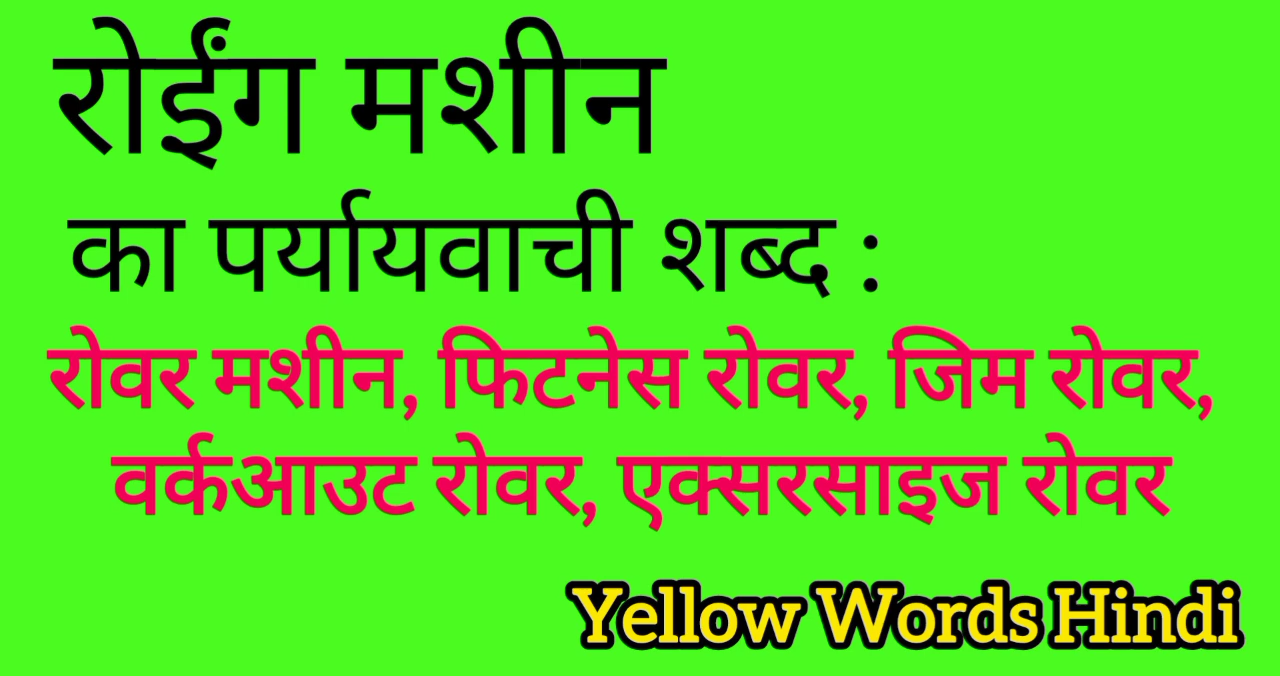 रोईंग मशीन
का पर्यायवाची शब्द :
रोवर मशीन, फिटनेस रोवर, जिम रोवर,
वर्कआउट रोवर, एक्सरसाइज रोवर
Yellow Words Hindi